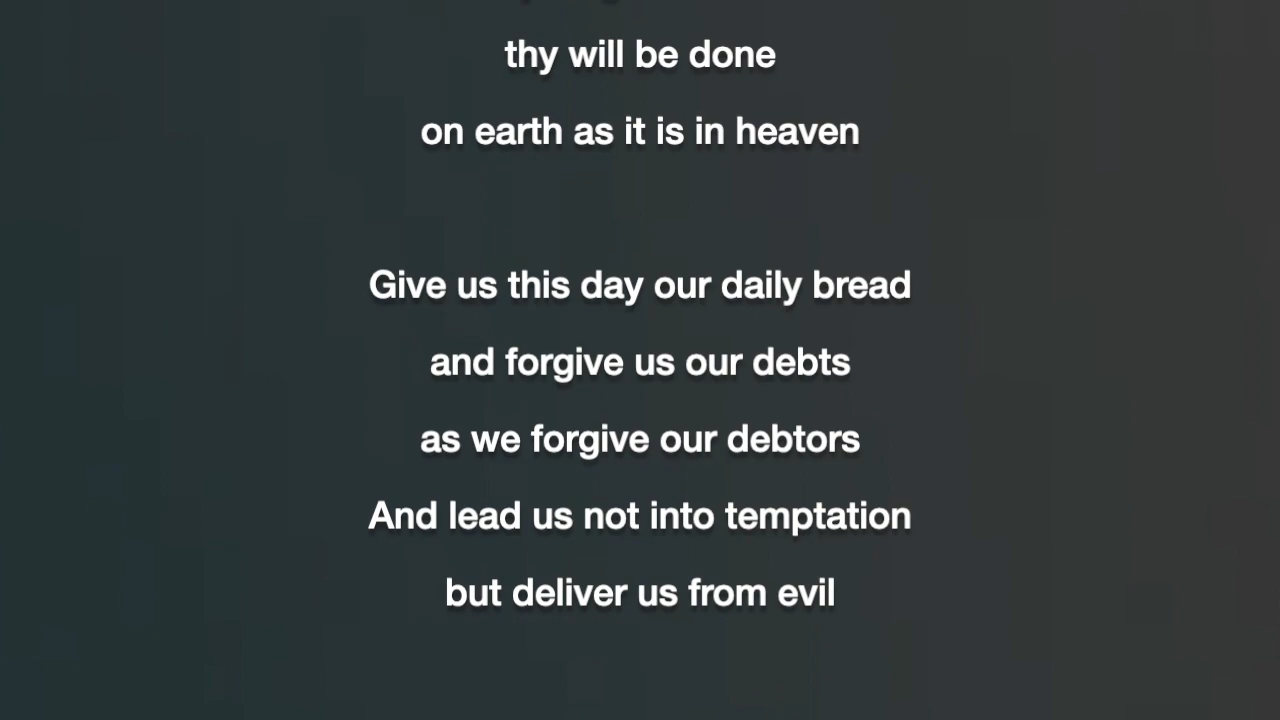 thy will be done
on earth as it is in heaven
Give us this day our daily bread
and forgive us our debts
as we forgive our debtors
And lead us not into temptation
but deliver us from evil